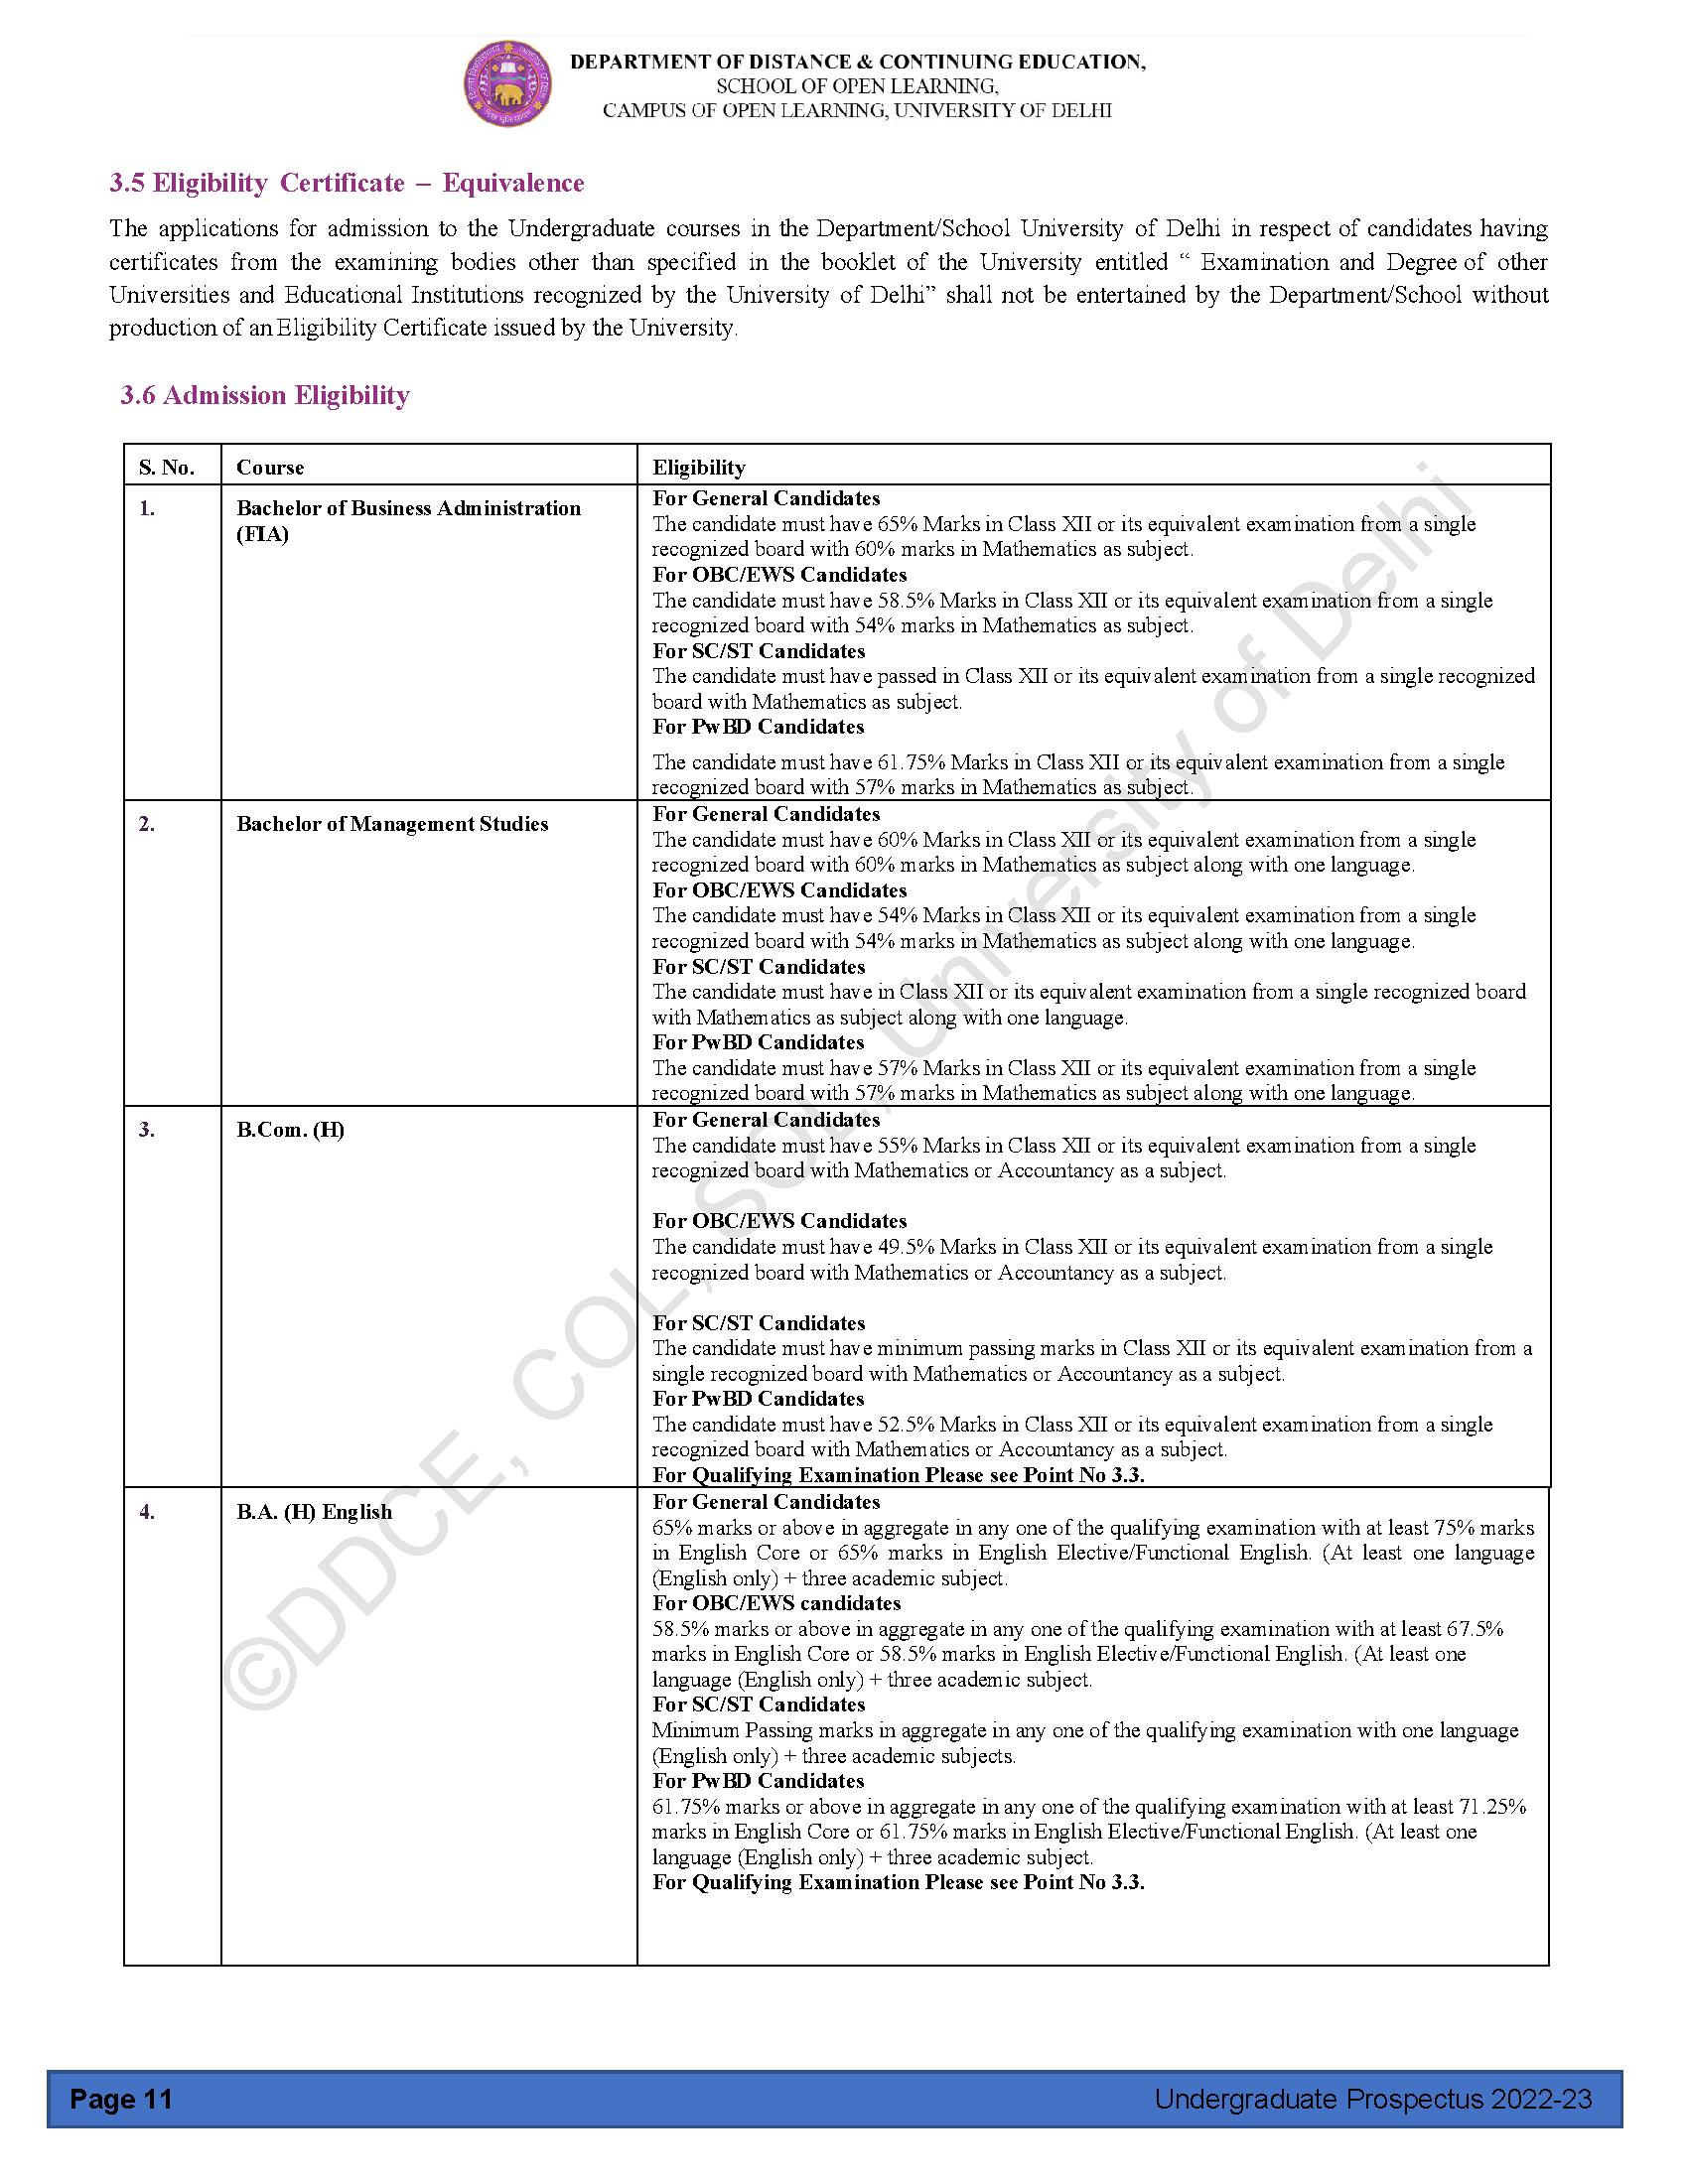 DEPARTMENT OF DISTANCE & CONTINUING EDUCATION,
SCHOOL OF OPEN LEARNING,
CAMPUS OF OPEN LEARNING, UNIVERSITY OF DELHI
3.5 Eligibility Certificate – Equivalence
The applications for admission to the Undergraduate courses in the Department/School University of Delhi in respect of candidates having
certificates from the examining bodies other than specified in the booklet of the University entitled “ Examination and Degree of other
Universities and Educational Institutions recognized by the University of Delhi” shall not be entertained by the Department/School without
production of an Eligibility Certificate issued by the University.
3.6 Admission Eligibility
S. No. Course Eligibility
1. Bachelor of Business Administration
(FIA)
For General Candidates
The candidate must have 65% Marks in Class XII or its equivalent examination from a single
recognized board with 60% marks in Mathematics as subject.
For OBC/EWS Candidates
The candidate must have 58.5% Marks in Class XII or its equivalent examination from a single
recognized board with 54% marks in Mathematics as subject.
For SC/ST Candidates
The candidate must have passed in Class XII or its equivalent examination from a single recognized
board with Mathematics as subject.
For PwBD Candidates
The candidate must have 61.75% Marks in Class XII or its equivalent examination from a single
recognized board with 57% marks in Mathematics as subject.
2. Bachelor of Management Studies
For General Candidates
The candidate must have 60% Marks in Class XII or its equivalent examination from a single
recognized board with 60% marks in Mathematics as subject along with one language.
For OBC/EWS Candidates
The candidate must have 54% Marks in Class XII or its equivalent examination from a single
recognized board with 54% marks in Mathematics as subject along with one language.
For SC/ST Candidates
The candidate must have in Class XII or its equivalent examination from a single recognized board
with Mathematics as subject along with one language.
For PwBD Candidates
The candidate must have 57% Marks in Class XII or its equivalent examination from a single
recognized board with 57% marks in Mathematics as subject along with one language.
3. B.Com. (H)
For General Candidates
The candidate must have 55% Marks in Class XII or its equivalent examination from a single
recognized board with Mathematics or Accountancy as a subject.
For OBC/EWS Candidates
The candidate must have 49.5% Marks in Class XII or its equivalent examination from a single
recognized board with Mathematics or Accountancy as a subject.
For SC/ST Candidates
The candidate must have minimum passing marks in Class XII or its equivalent examination from a
single recognized board with Mathematics or Accountancy as a subject.
For PwBD Candidates
The candidate must have 52.5% Marks in Class XII or its equivalent examination from a single
recognized board with Mathematics or Accountancy as a subject.
For Qualifying Examination Please see Point No 3.3.
4. B.A. (H) English
For General Candidates
65% marks or above in aggregate in any one of the qualifying examination with at least 75% marks
in English Core or 65% marks in English Elective/Functional English. (At least one language
(English only) + three academic subject.
For OBC/EWS candidates
58.5% marks or above in aggregate in any one of the qualifying examination with at least 67.5%
marks in English Core or 58.5% marks in English Elective/Functional English. (At least one
language (English only) + three academic subject.
For SC/ST Candidates
Minimum Passing marks in aggregate in any one of the qualifying examination with one language
(English only) + three academic subjects.
For PwBD Candidates
61.75% marks or above in aggregate in any one of the qualifying examination with at least 71.25%
marks in English Core or 61.75% marks in English Elective/Functional English. (At least one
language (English only) + three academic subject.
For Qualifying Examination Please see Point No 3.3.
©DDCE, COL, SOL, University of Delhi
Page 11 Undergraduate Prospectus 2022-23